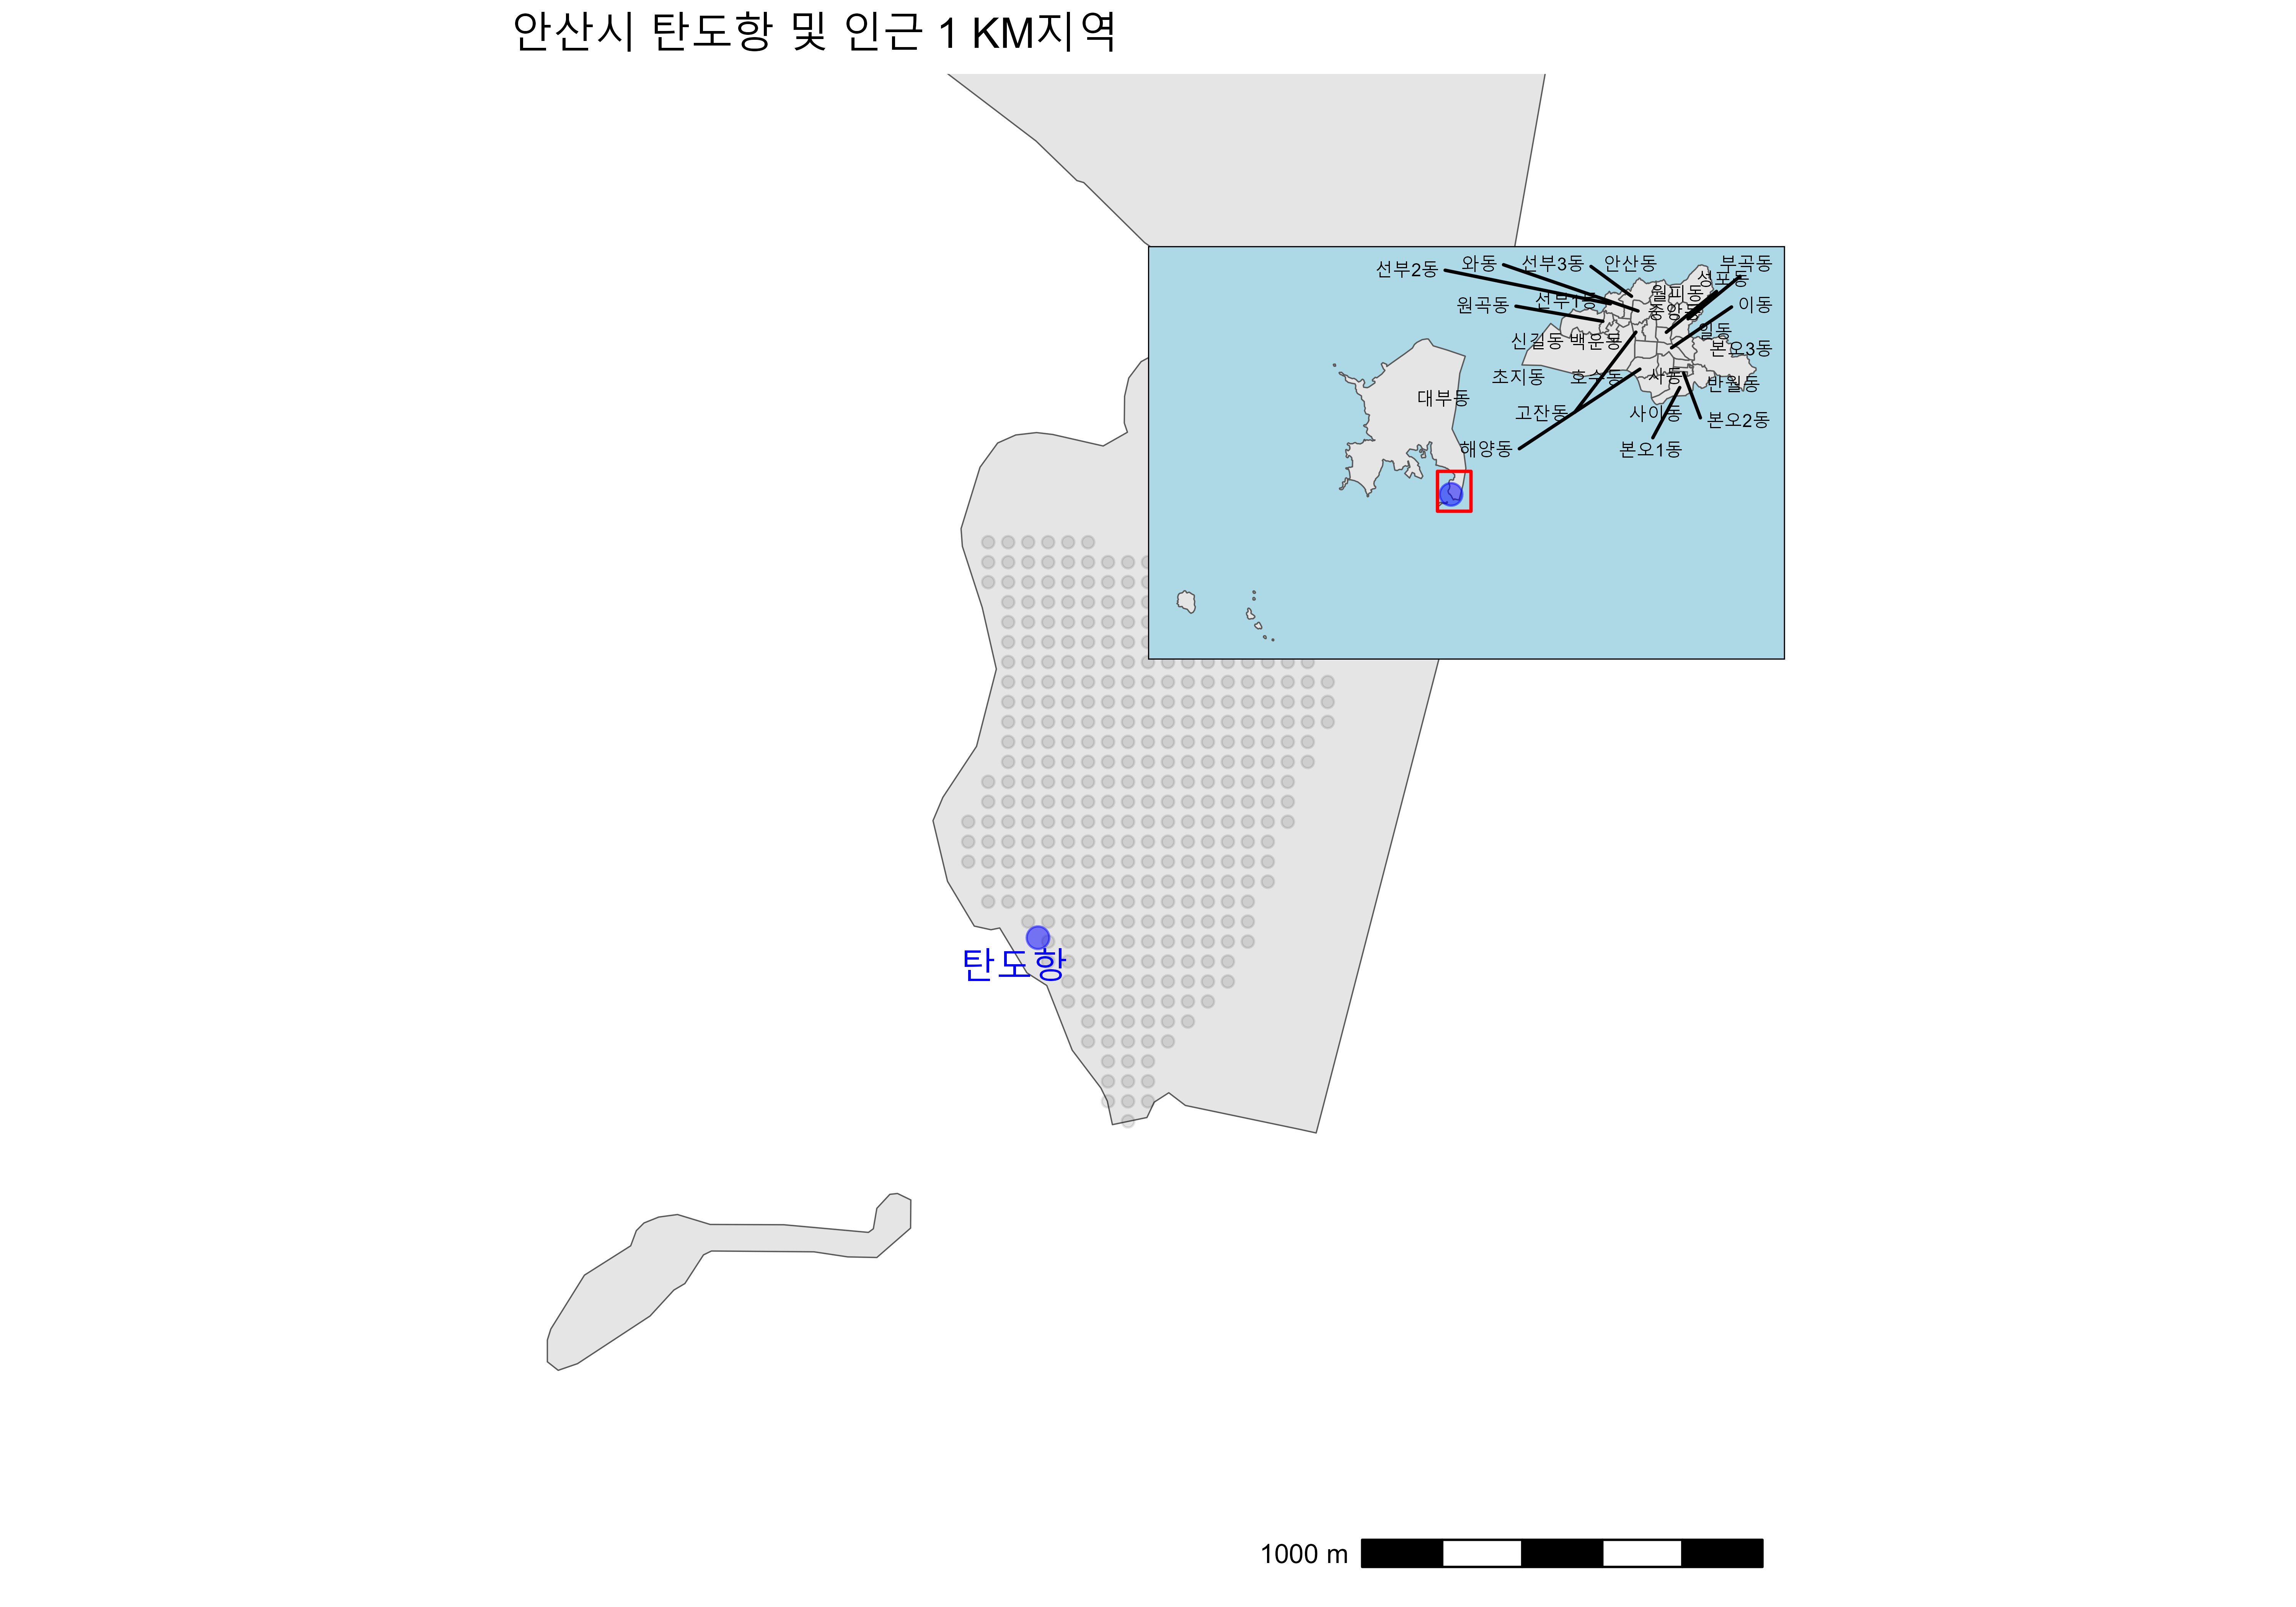 안산시 탄도항 및 인근 1 KM지역
선부2동
와동
선부3동
안산동
부곡동
성포동
원곡동
선부1동
월피동
중앙동
이동
신길동
백운동
일동
본오3동
초지동
호수동
사동
반월동
대부동
고잔동
사이동
본오2동
해양동
본오1동
탄도항
1000 m